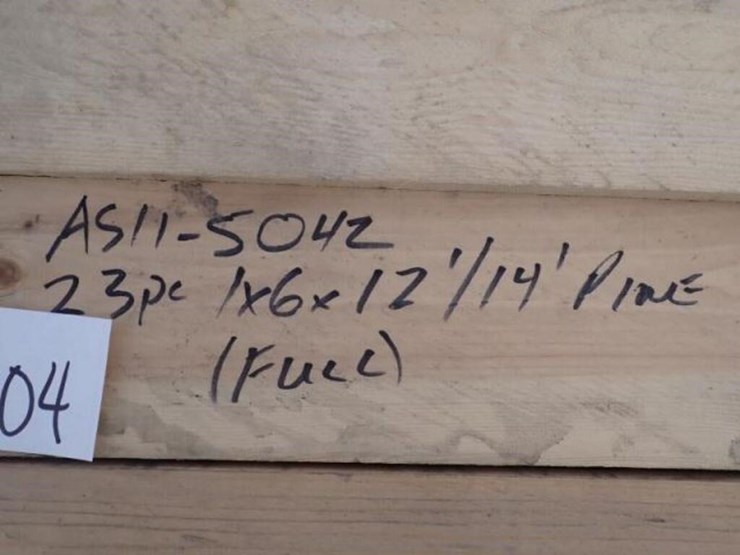 AS11-5042
23pc 1x6x12'/14' PINE
(FULL)
04